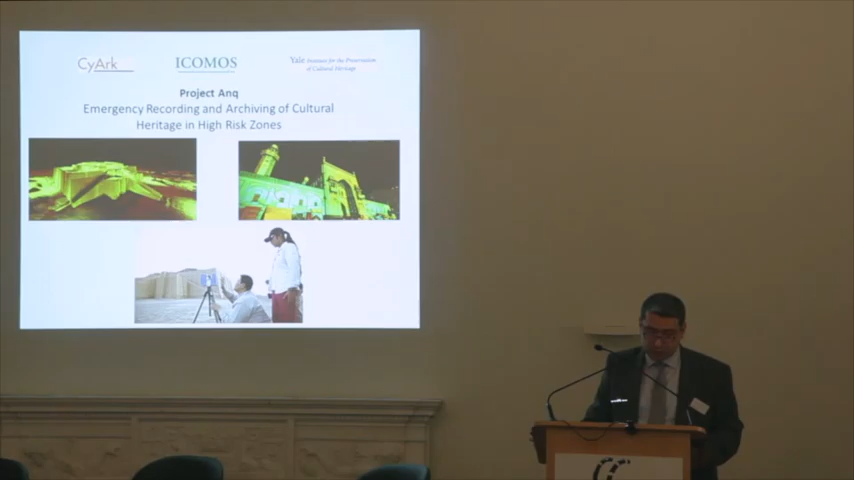 CyArk
ICOMOS
Yale Institute for the Preservation
of Cultural Heritage
Project Anq
Emergency Recording and Archiving of Cultural
Heritage in High Risk Zones